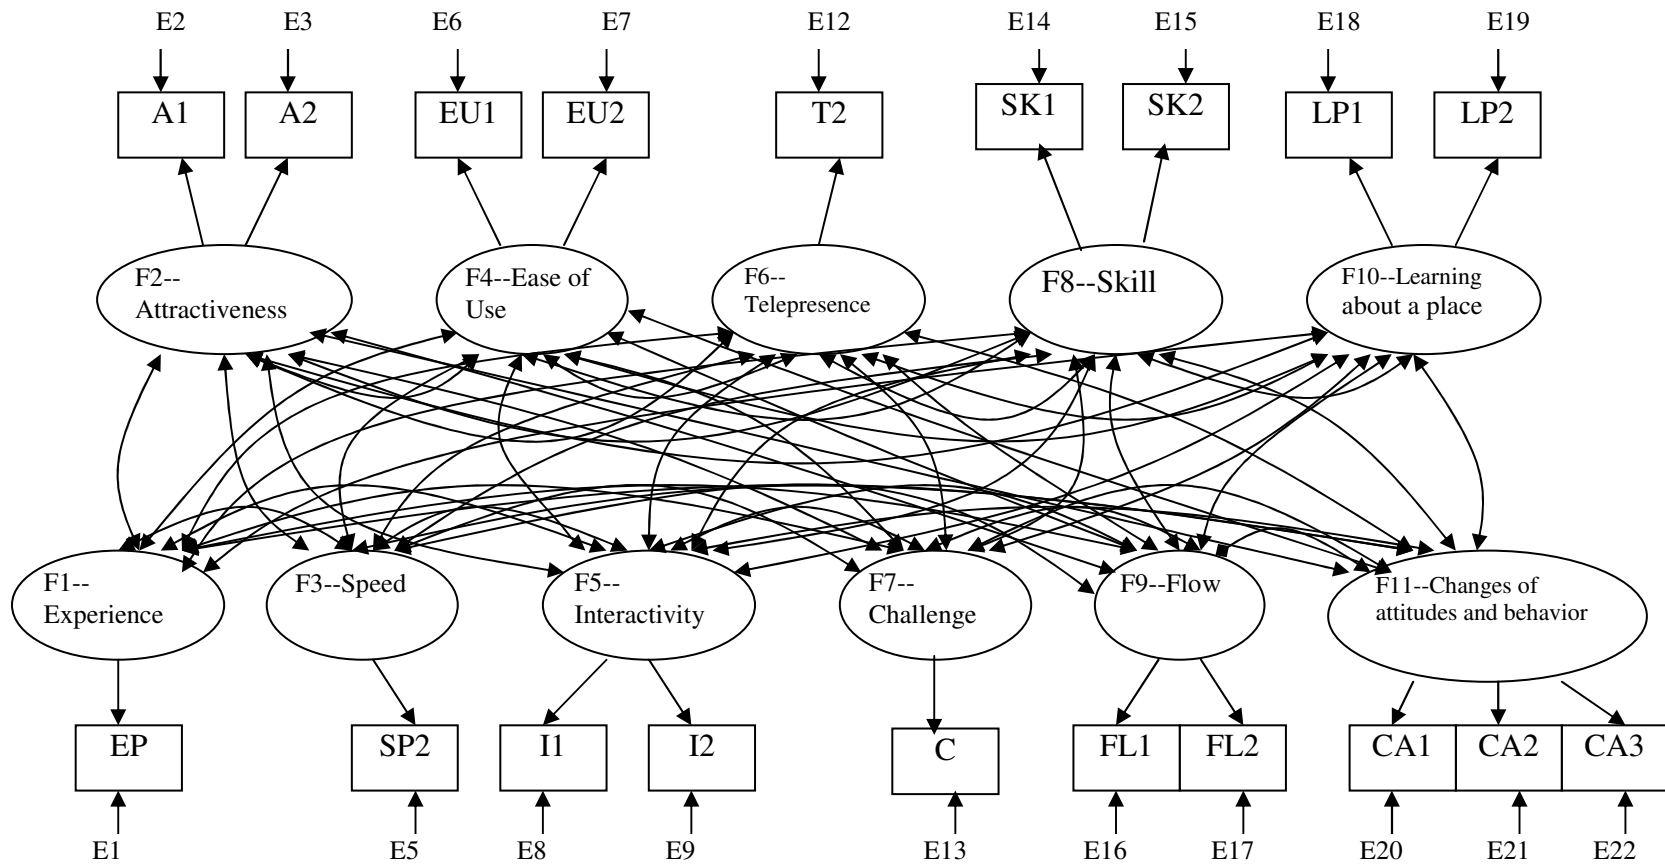 E2 E3 E6 E7 E12 E14 E15 E18 E19
A1 A2 EU1 EU2 T2 SK1 SK2 LP1 LP2
F2--
Attractiveness
F4--Ease of
Use
F6--
Telepresence
F8--Skill
F10--Learning
about a place
F1--
Experience
F3--Speed
F5--
Interactivity
F7--
Challenge
F9--Flow
F11--Changes of
attitudes and behavior
EP SP2 I1 I2 C FL1 FL2 CA1 CA2 CA3
E1 E5 E8 E9 E13 E16 E17 E20 E21 E22